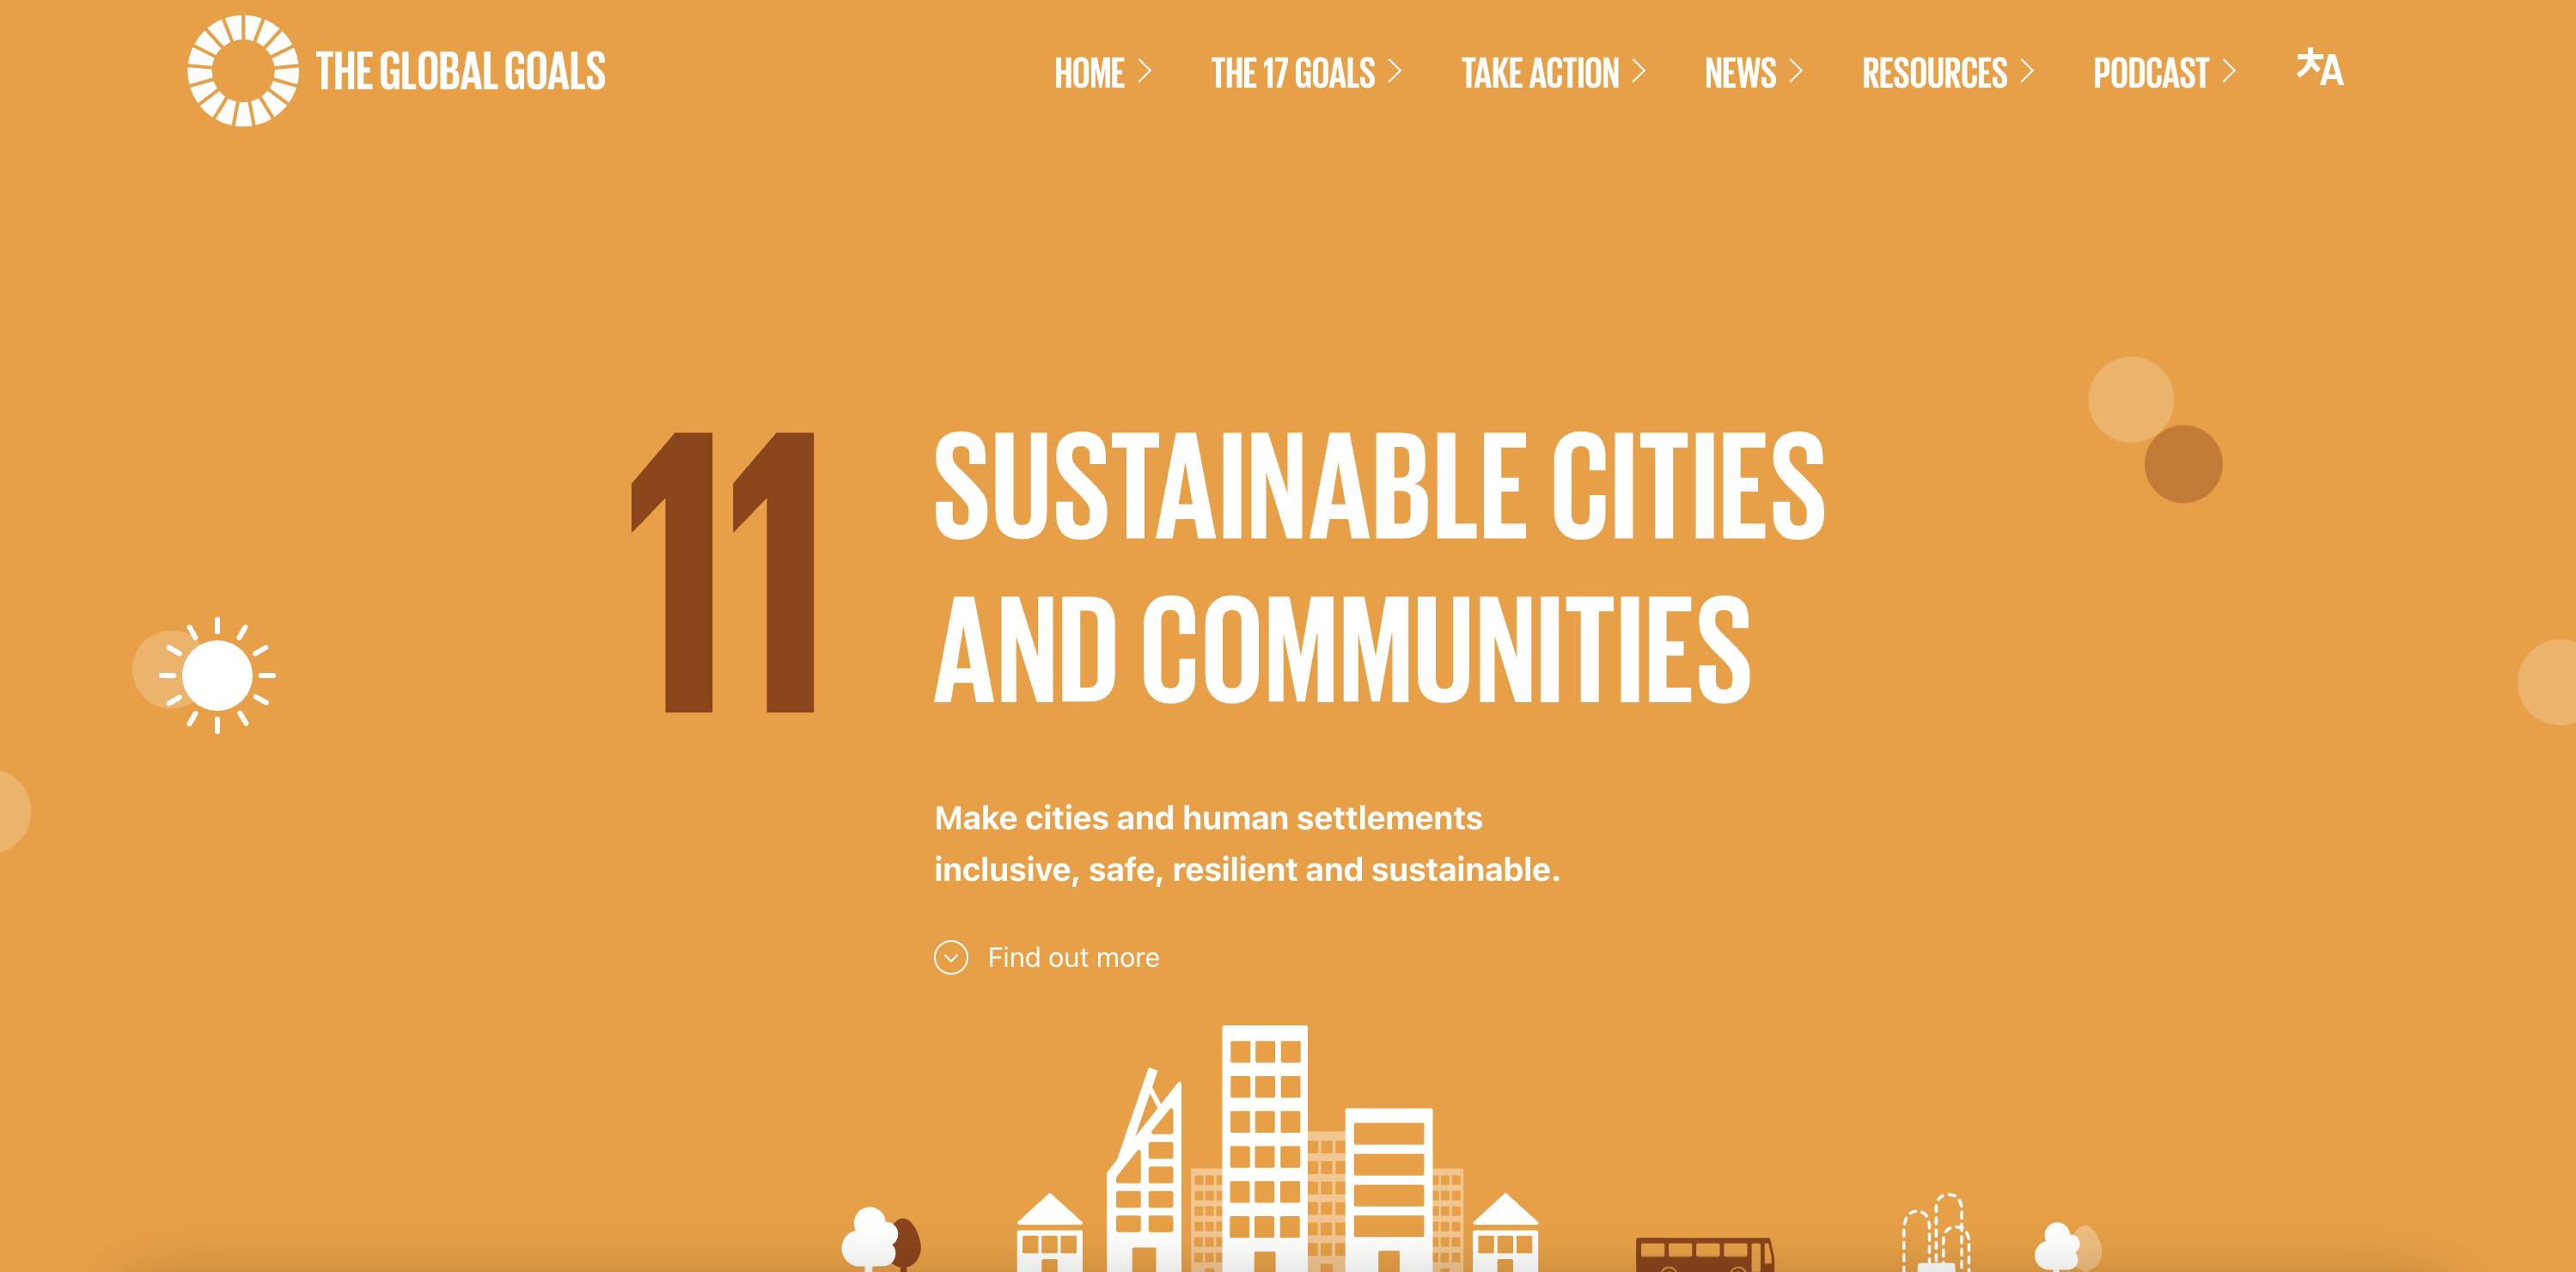 THE GLOBAL GOALS
HOME THE 17 GOALS TAKE ACTION NEWS RESOURCES PODCAST
11
SUSTAINABLE CITIES
AND COMMUNITIES
Make cities and human settlements
inclusive, safe, resilient and sustainable.
Find out more